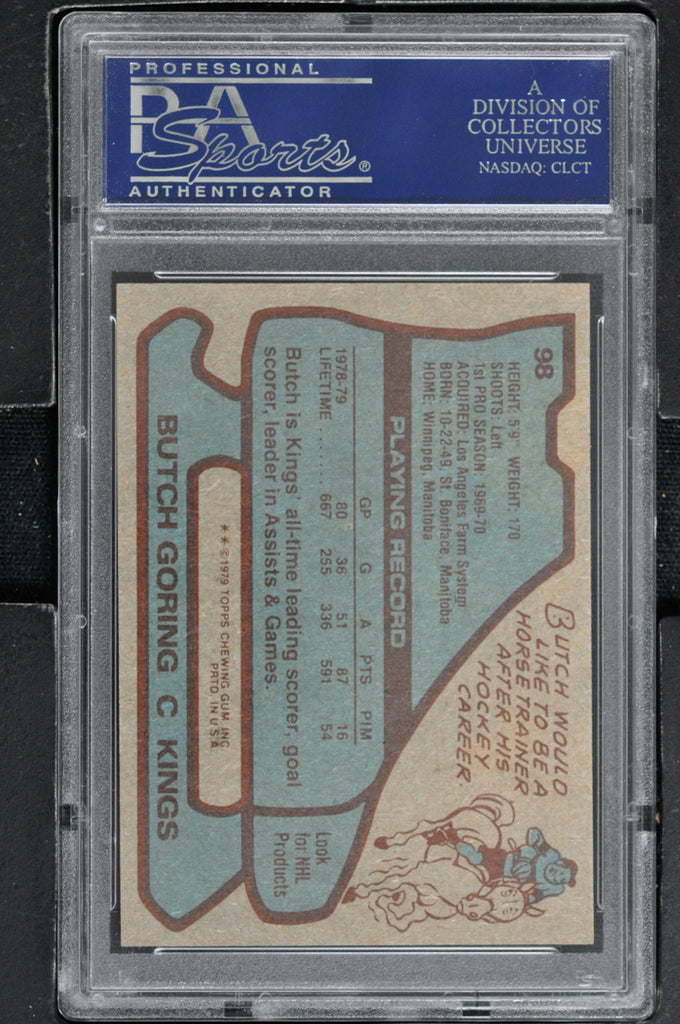 PROFESSIONAL
PSA
Sports®
AUTHENTICATOR
A
DIVISION OF
COLLECTORS
UNIVERSE
NASDAQ: CLCT
98
HEIGHT: 5'9" WEIGHT: 170
SHOOTS: Left
1st PRO SEASON: 1969-70
ACQUIRED: Los Angeles Farm System
BORN: 10-22-49, St. Boniface, Manitoba
HOME: Winnipeg, Manitoba
BUTCH WOULD
LIKE TO BE A
HORSE TRAINER
AFTER HIS
HOCKEY
CAREER.
PLAYING RECORD
GP G A PTS PIM
1978-79 80 36 51 87 16
LIFETIME ........ 667 255 336 591 54
Butch is Kings' all-time leading scorer, goal
scorer, leader in Assists & Games.
Look
for NHL
Products
* * ©1979 TOPPS CHEWING GUM, INC.
PRTD. IN U.S.A.
BUTCH GORING C KINGS